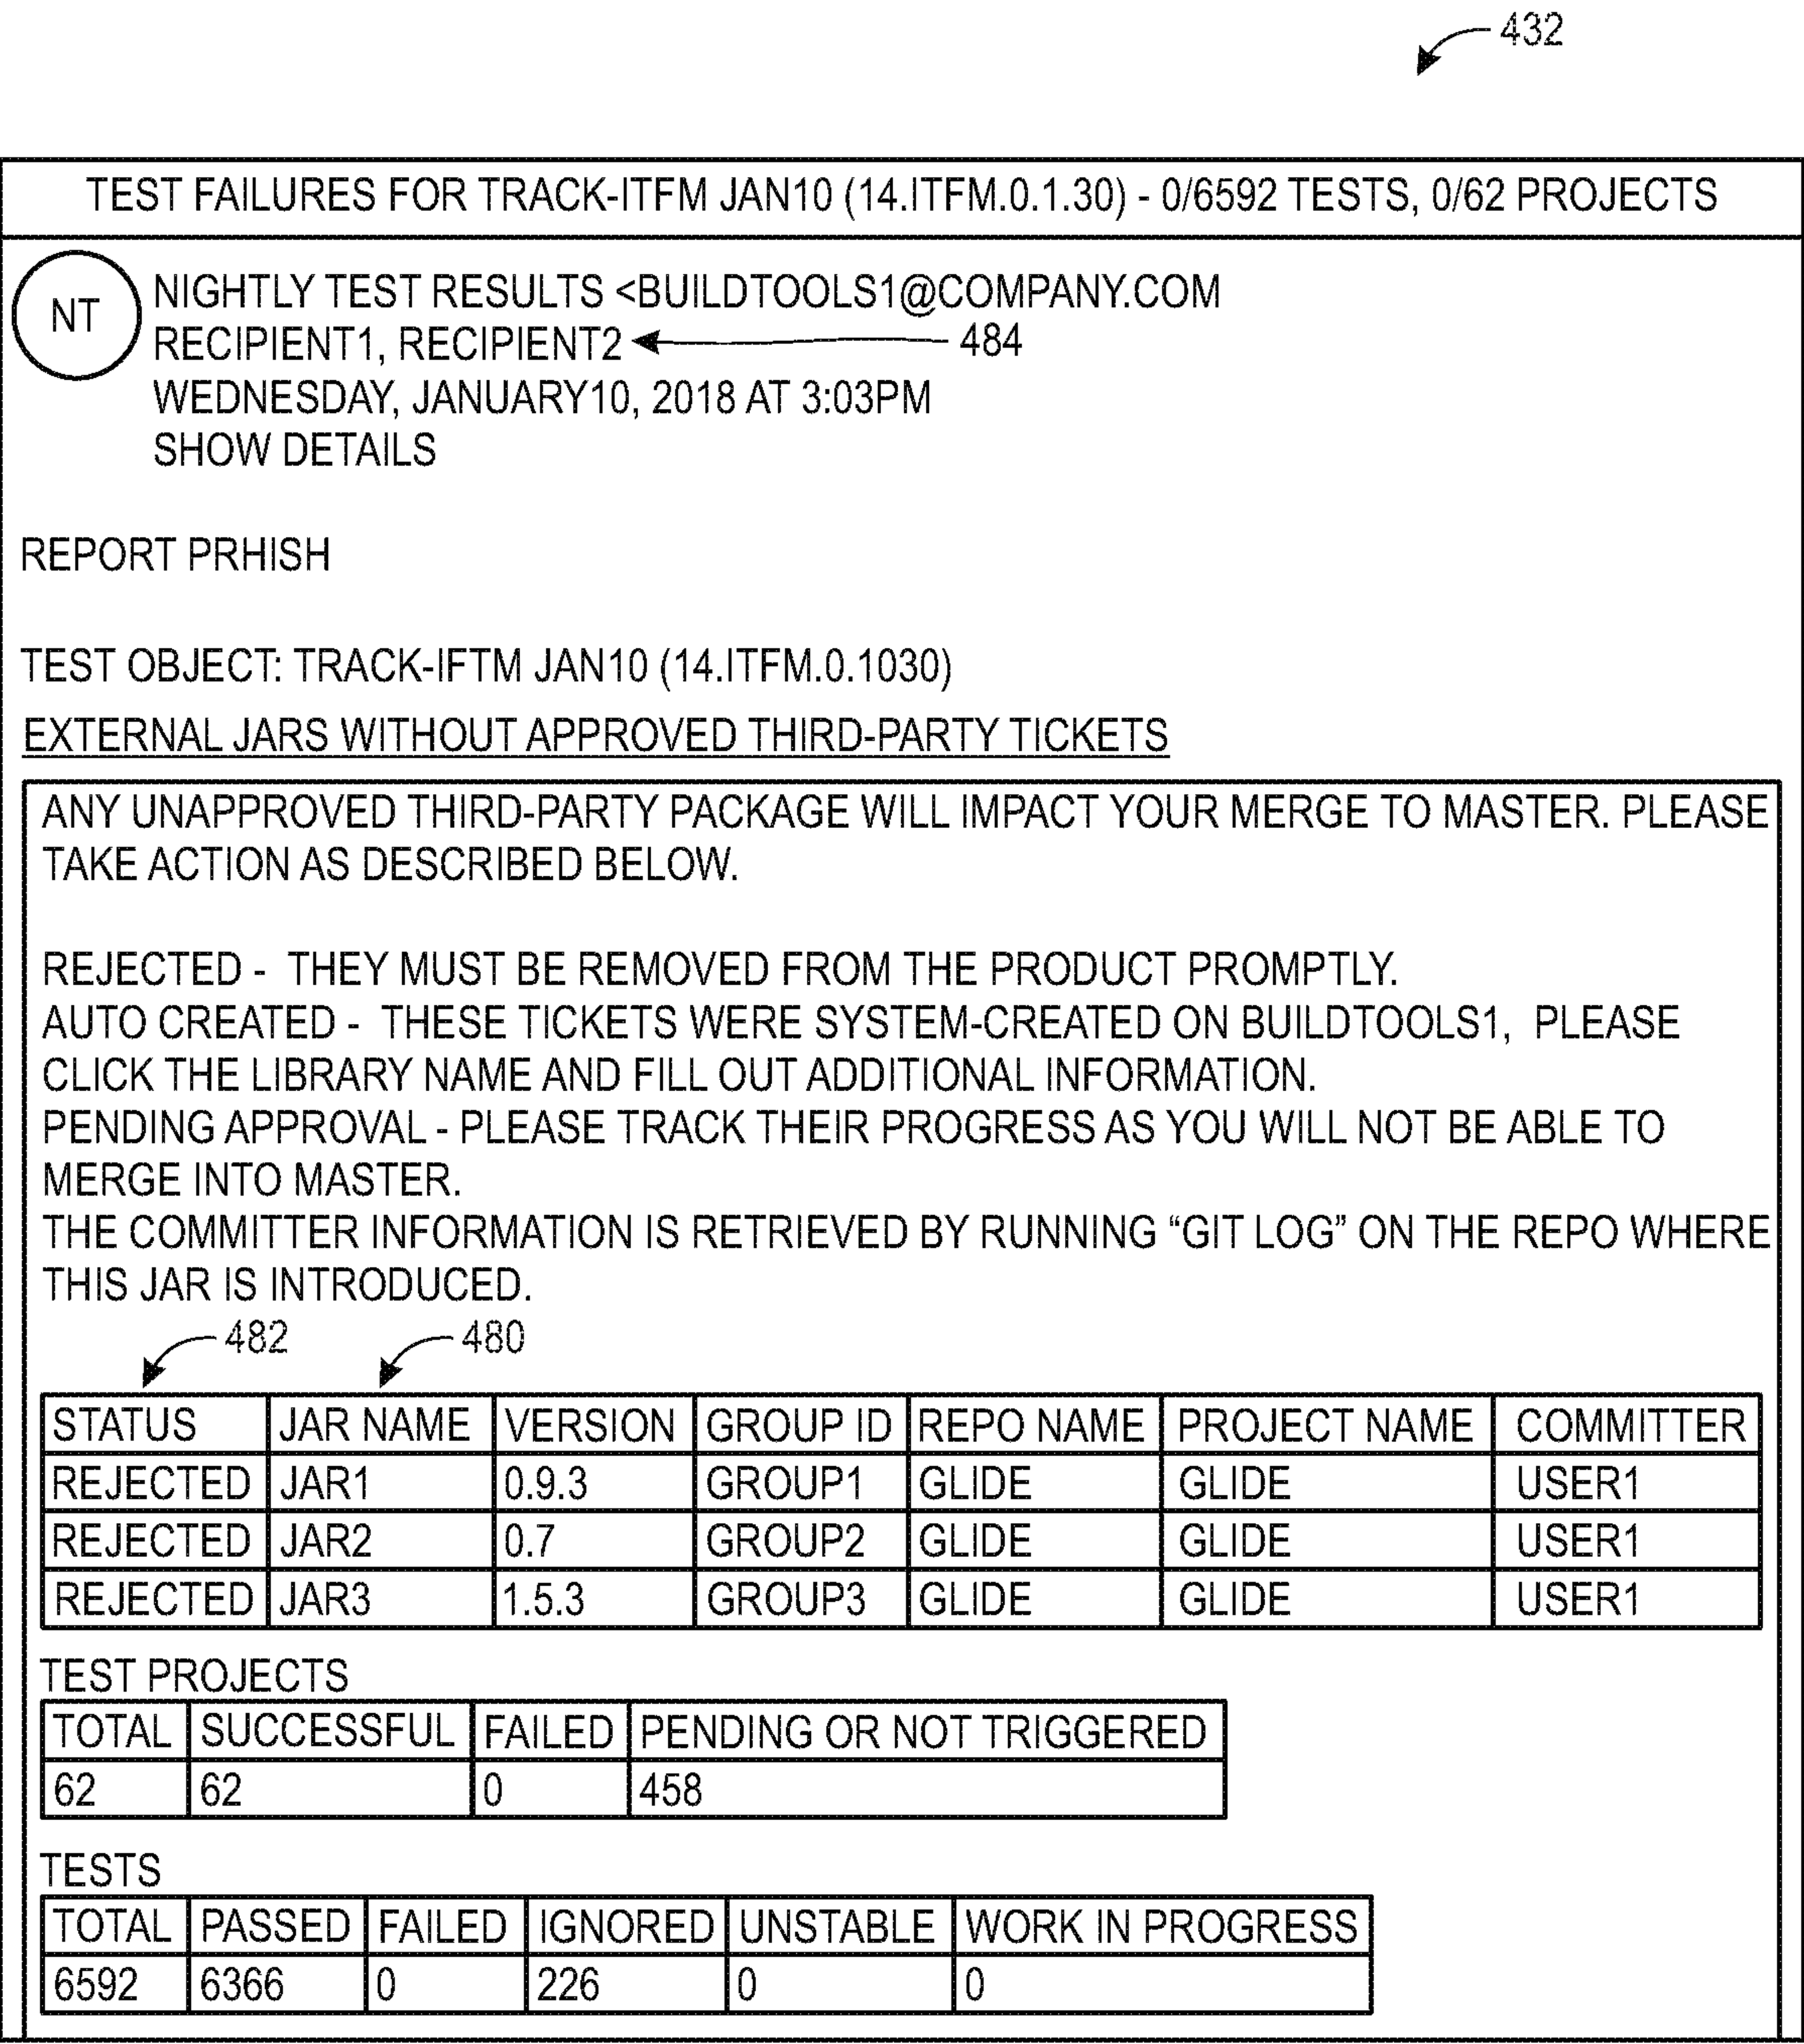 432
TEST FAILURES FOR TRACK-ITFM JAN10 (14.ITFM.0.1.30) - 0/6592 TESTS, 0/62 PROJECTS
NT
NIGHTLY TEST RESULTS <BUILDTOOLS1@COMPANY.COM
RECIPIENT1, RECIPIENT2 484
WEDNESDAY, JANUARY10, 2018 AT 3:03PM
SHOW DETAILS
REPORT PRHISH
TEST OBJECT: TRACK-IFTM JAN10 (14.ITFM.0.1030)
EXTERNAL JARS WITHOUT APPROVED THIRD-PARTY TICKETS
ANY UNAPPROVED THIRD-PARTY PACKAGE WILL IMPACT YOUR MERGE TO MASTER. PLEASE
TAKE ACTION AS DESCRIBED BELOW.
REJECTED - THEY MUST BE REMOVED FROM THE PRODUCT PROMPTLY.
AUTO CREATED - THESE TICKETS WERE SYSTEM-CREATED ON BUILDTOOLS1, PLEASE
CLICK THE LIBRARY NAME AND FILL OUT ADDITIONAL INFORMATION.
PENDING APPROVAL - PLEASE TRACK THEIR PROGRESS AS YOU WILL NOT BE ABLE TO
MERGE INTO MASTER.
THE COMMITTER INFORMATION IS RETRIEVED BY RUNNING “GIT LOG” ON THE REPO WHERE
THIS JAR IS INTRODUCED.
482 480
STATUS JAR NAME VERSION GROUP ID REPO NAME PROJECT NAME COMMITTER
REJECTED JAR1 0.9.3 GROUP1 GLIDE GLIDE USER1
REJECTED JAR2 0.7 GROUP2 GLIDE GLIDE USER1
REJECTED JAR3 1.5.3 GROUP3 GLIDE GLIDE USER1
TEST PROJECTS
TOTAL SUCCESSFUL FAILED PENDING OR NOT TRIGGERED
62 62 0 458
TESTS
TOTAL PASSED FAILED IGNORED UNSTABLE WORK IN PROGRESS
6592 6366 0 226 0 0